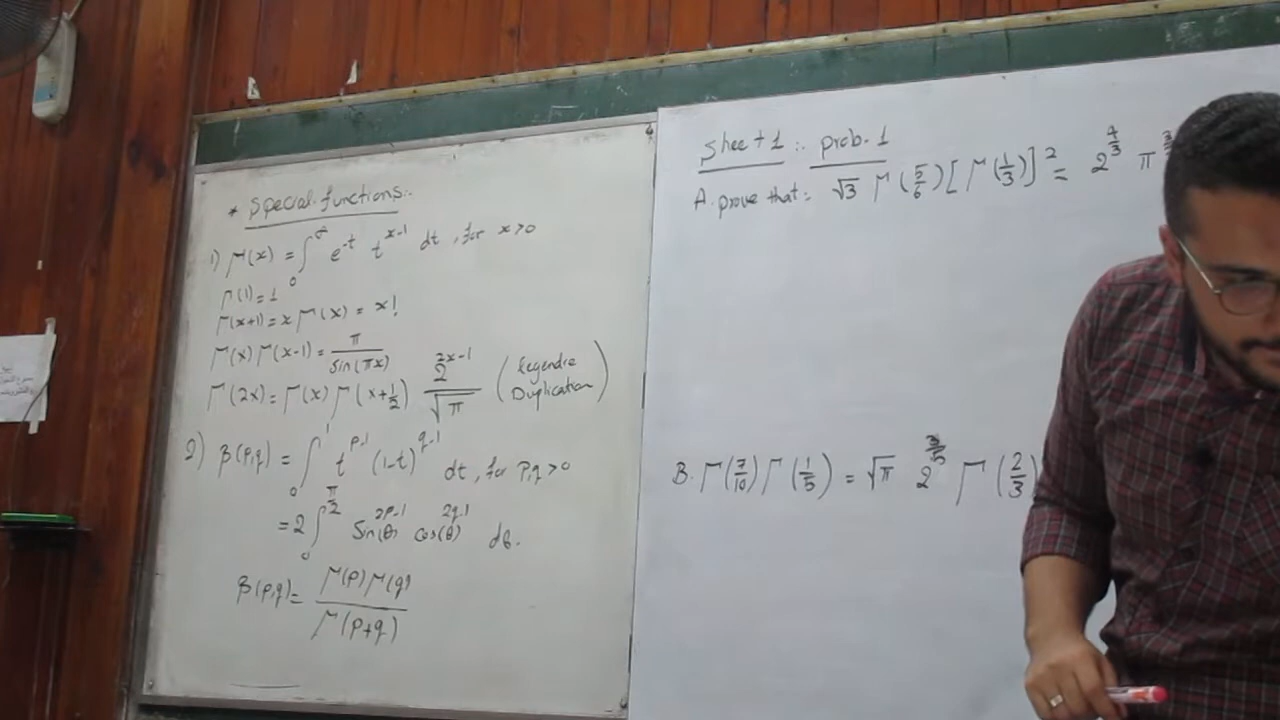 * Special functions:-
1) Γ(x) = ∫₀^∞ e^{-t} t^{x-1} dt , for x>0
Γ(1) = 1
Γ(x+1) = x Γ(x) = x!
Γ(x) Γ(x-1) = π / sin(πx)
Γ(2x) = Γ(x) Γ(x+1/2) 2^{2x-1} / √π (Legendre Duplication)
2) β(p,q) = ∫₀^1 t^{p-1} (1-t)^{q-1} dt , for p,q >0
= 2 ∫₀^{π/2} Sin(θ)^{2p-1} cos(θ)^{2q-1} dθ.
β(p,q) = Γ(p) Γ(q) / Γ(p+q)
Sheet 1 :. prob. 1
A. prove that: √3 Γ(5/6) [Γ(1/3)]² = 2^{4/3} π
B. Γ(7/10) Γ(1/5) = √π 2^{3/5} Γ(2/3)